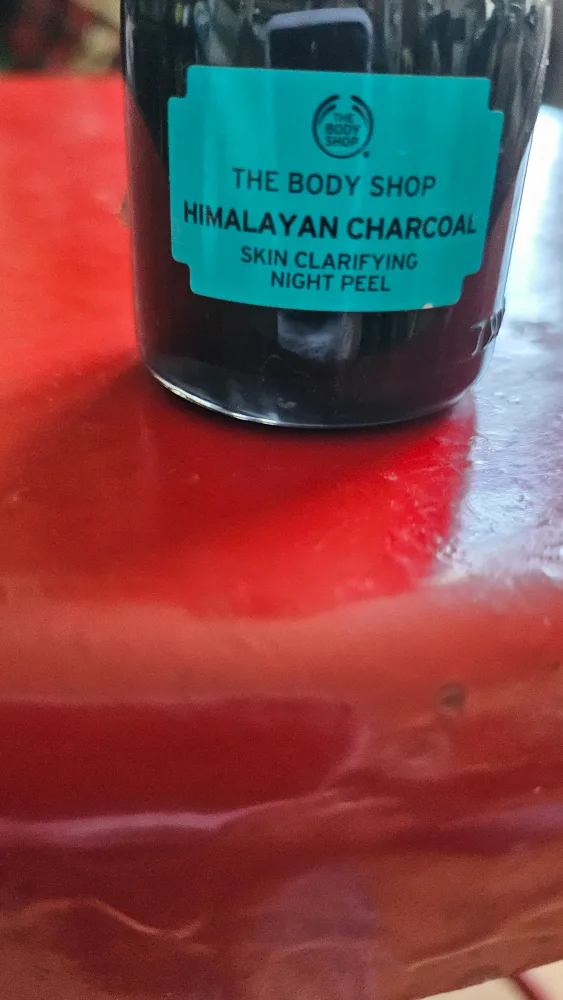 THE
BODY
SHOP
THE BODY SHOP
HIMALAYAN CHARCOAL
SKIN CLARIFYING
NIGHT PEEL